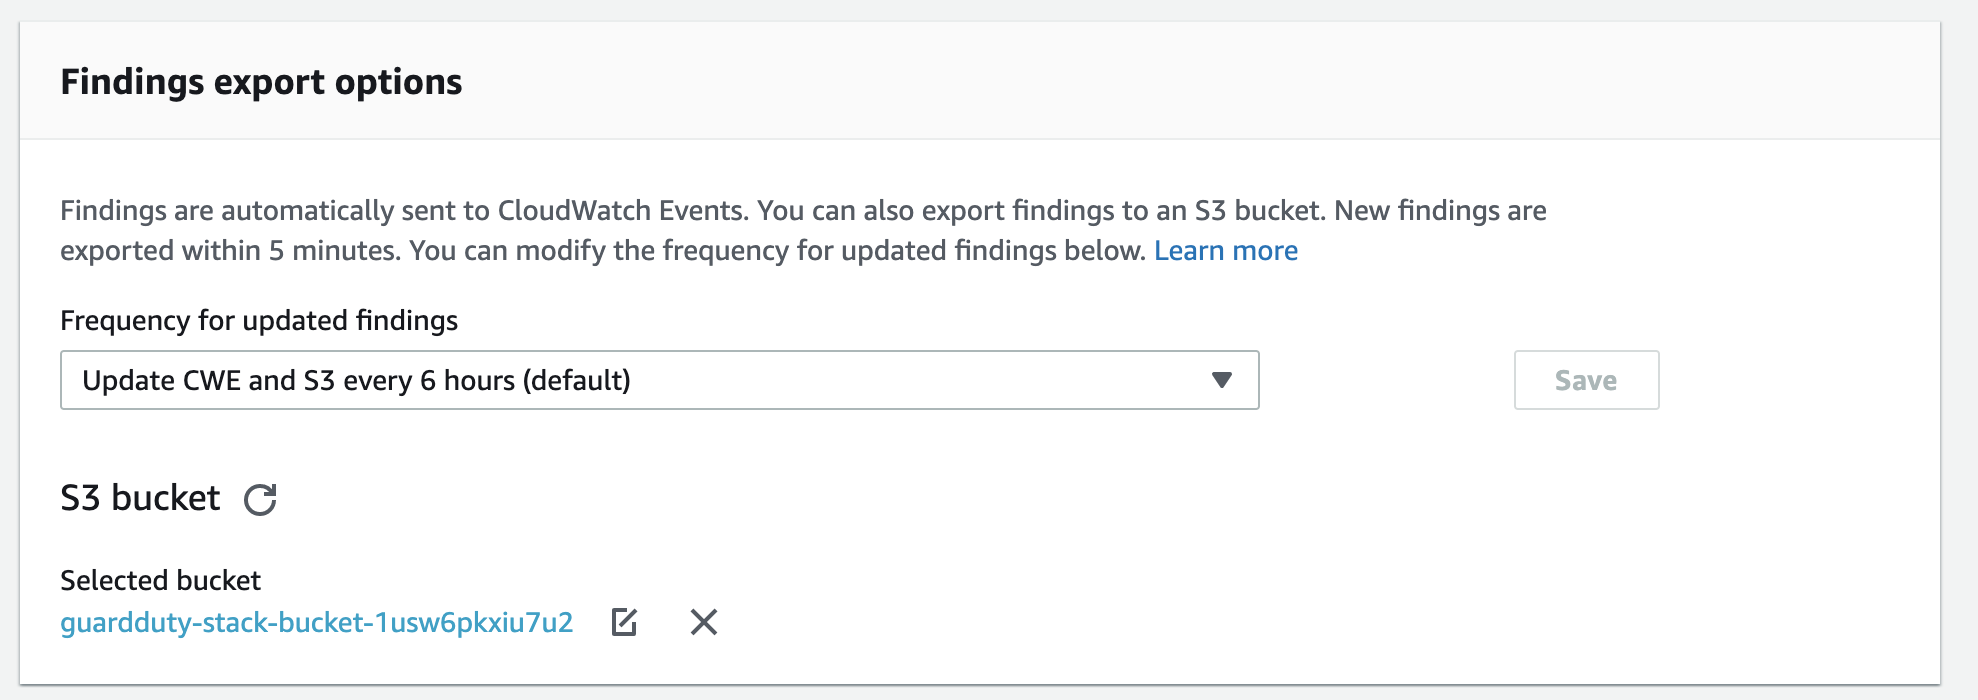 Findings export options
Findings are automatically sent to CloudWatch Events. You can also export findings to an S3 bucket. New findings are
exported within 5 minutes. You can modify the frequency for updated findings below. Learn more
Frequency for updated findings
Update CWE and S3 every 6 hours (default)
Save
S3 bucket
Selected bucket
guardduty-stack-bucket-1usw6pkxiu7u2